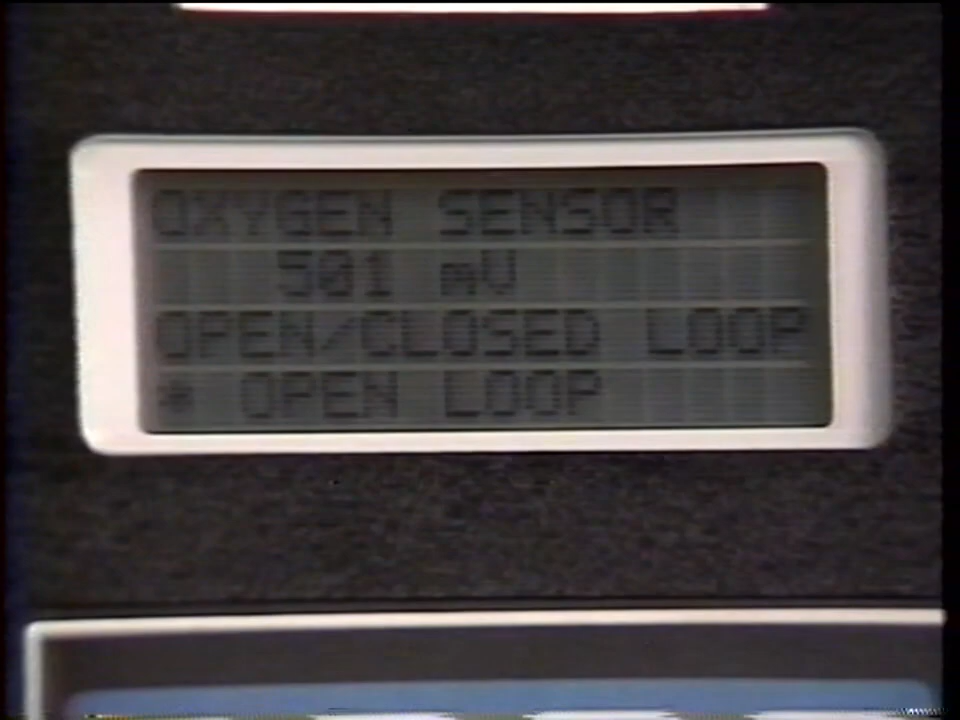 OXYGEN SENSOR
501 mV
OPEN/CLOSED LOOP
* OPEN LOOP